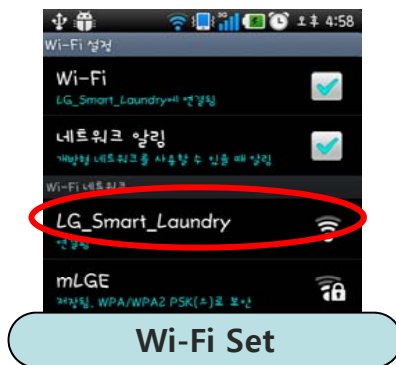 오후 4:58
Wi-Fi 설정
Wi-Fi
LG_Smart_Laundry에 연결됨
네트워크 알림
개방형 네트워크를 사용할 수 있을 때 알림
Wi-Fi 네트워크
LG_Smart_Laundry
연결됨
mLGE
저장됨, WPA/WPA2 PSK(으)로 보안
Wi-Fi Set